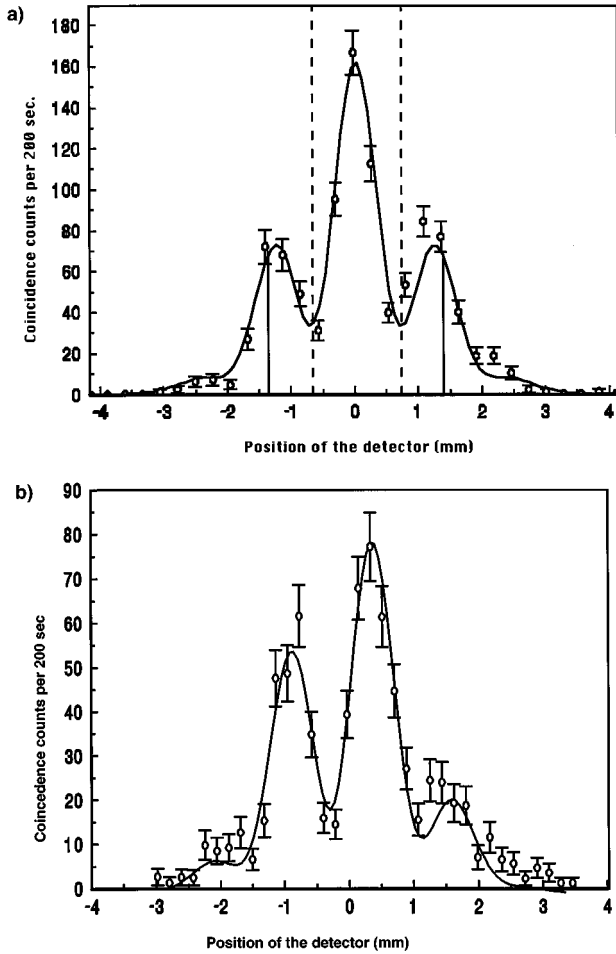 a)
180
160
140
120
100
80
60
40
20
0
Coincidence counts per 200 sec.
-4 -3 -2 -1 0 1 2 3 4
Position of the detector (mm)
b)
90
80
70
60
50
40
30
20
10
0
Coincedence counts per 200 sec
-4 -3 -2 -1 0 1 2 3 4
Position of the detector (mm)